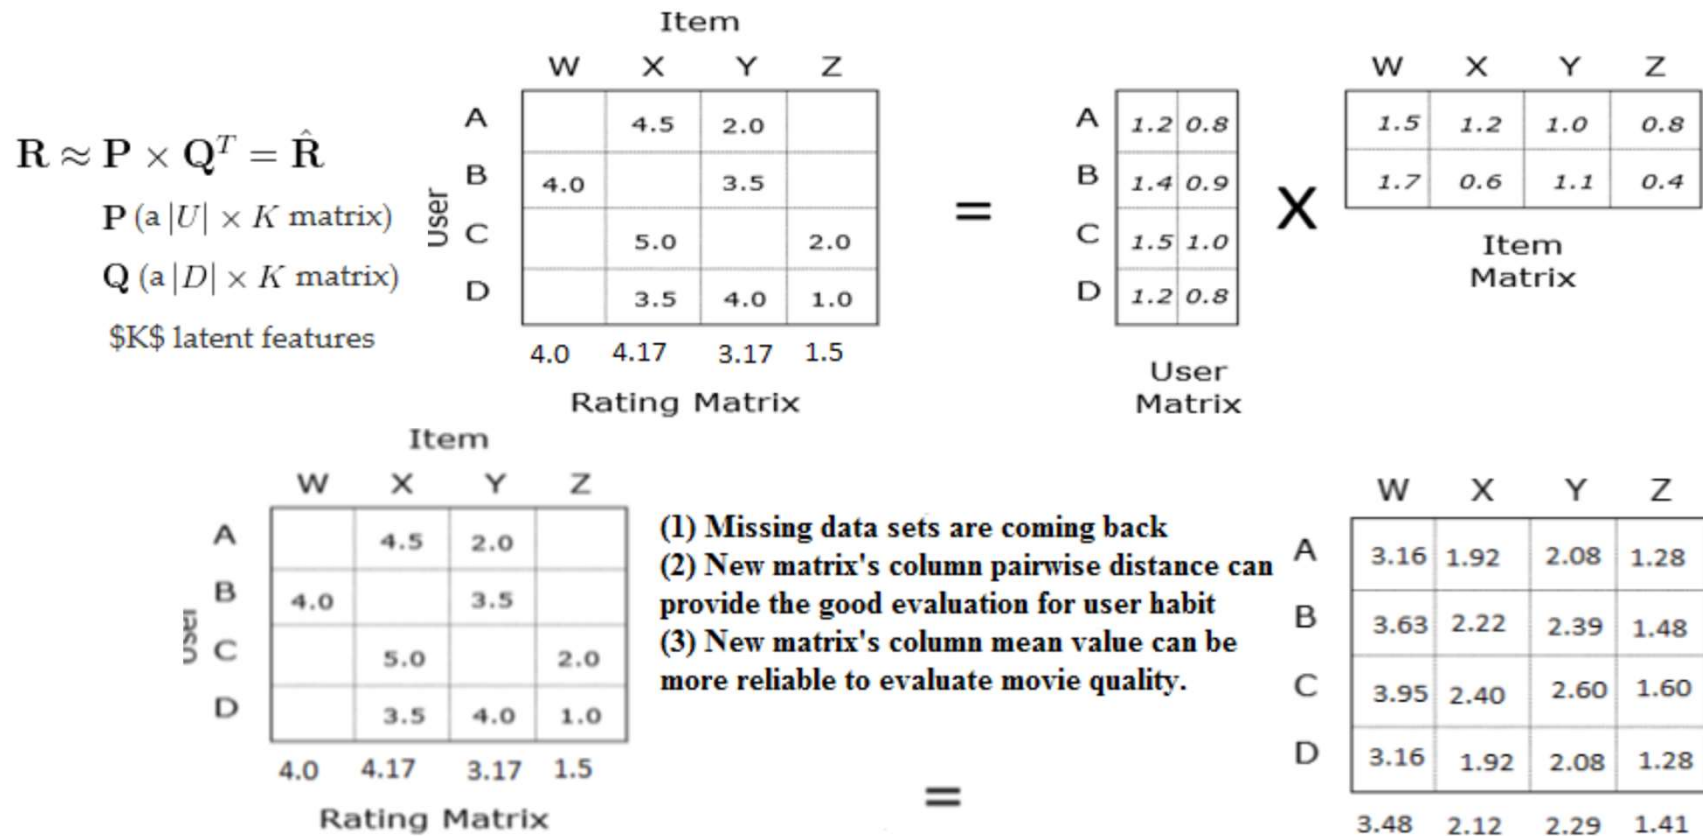 R ≈ P × Q^T = R̂
P (a |U| × K matrix)
Q (a |D| × K matrix)
$K$ latent features
Item
W X Y Z
User
A 4.5 2.0
B 4.0 3.5
C 5.0 2.0
D 3.5 4.0 1.0
4.0 4.17 3.17 1.5
Rating Matrix
=
A 1.2 0.8
B 1.4 0.9
C 1.5 1.0
D 1.2 0.8
User
Matrix
X
W X Y Z
1.5 1.2 1.0 0.8
1.7 0.6 1.1 0.4
Item
Matrix
Item
W X Y Z
User
A 4.5 2.0
B 4.0 3.5
C 5.0 2.0
D 3.5 4.0 1.0
4.0 4.17 3.17 1.5
Rating Matrix
(1) Missing data sets are coming back
(2) New matrix's column pairwise distance can
provide the good evaluation for user habit
(3) New matrix's column mean value can be
more reliable to evaluate movie quality.
=
W X Y Z
A 3.16 1.92 2.08 1.28
B 3.63 2.22 2.39 1.48
C 3.95 2.40 2.60 1.60
D 3.16 1.92 2.08 1.28
3.48 2.12 2.29 1.41